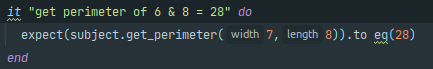 it "get perimeter of 6 & 8 = 28" do
expect(subject.get_perimeter( width 7, length 8)).to eq(28)
end